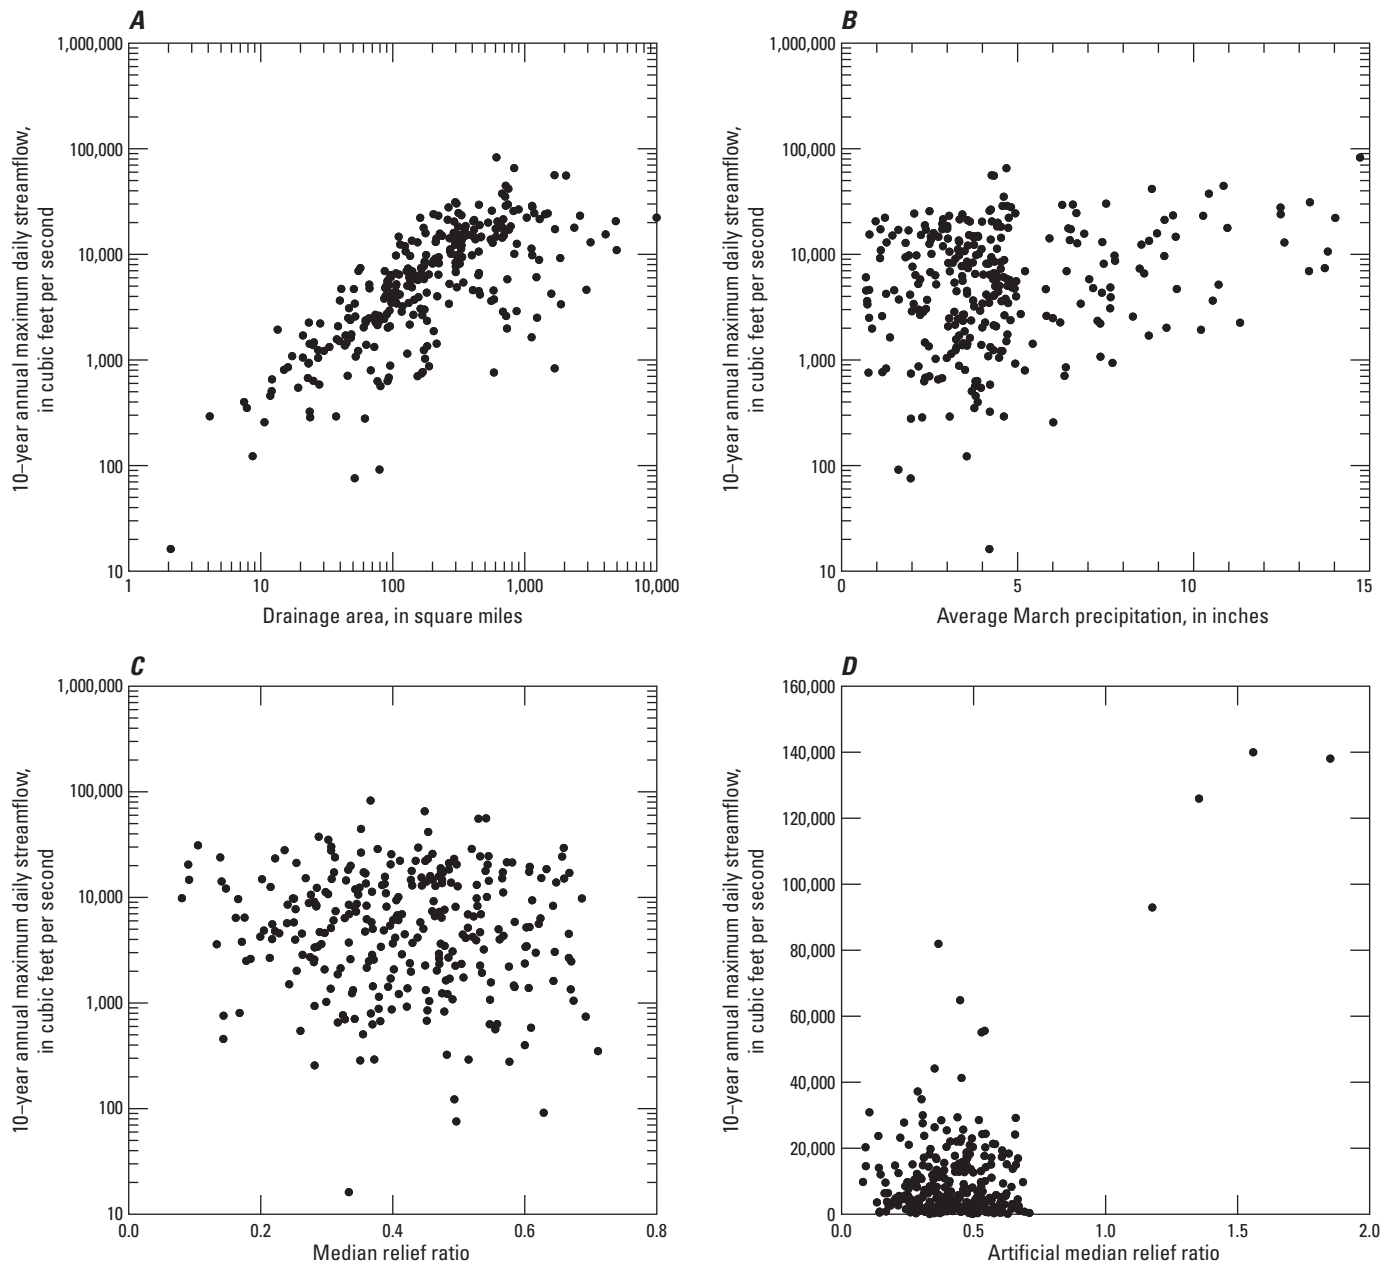 A
10–year annual maximum daily streamflow,
in cubic feet per second
1,000,000
100,000
10,000
1,000
100
10
1
10
100
1,000
10,000
Drainage area, in square miles
B
10–year annual maximum daily streamflow,
in cubic feet per second
1,000,000
100,000
10,000
1,000
100
10
0
5
10
15
Average March precipitation, in inches
C
10–year annual maximum daily streamflow,
in cubic feet per second
1,000,000
100,000
10,000
1,000
100
10
0.0
0.2
0.4
0.6
0.8
Median relief ratio
D
10–year annual maximum daily streamflow,
in cubic feet per second
160,000
140,000
120,000
100,000
80,000
60,000
40,000
20,000
0
0.0
0.5
1.0
1.5
2.0
Artificial median relief ratio